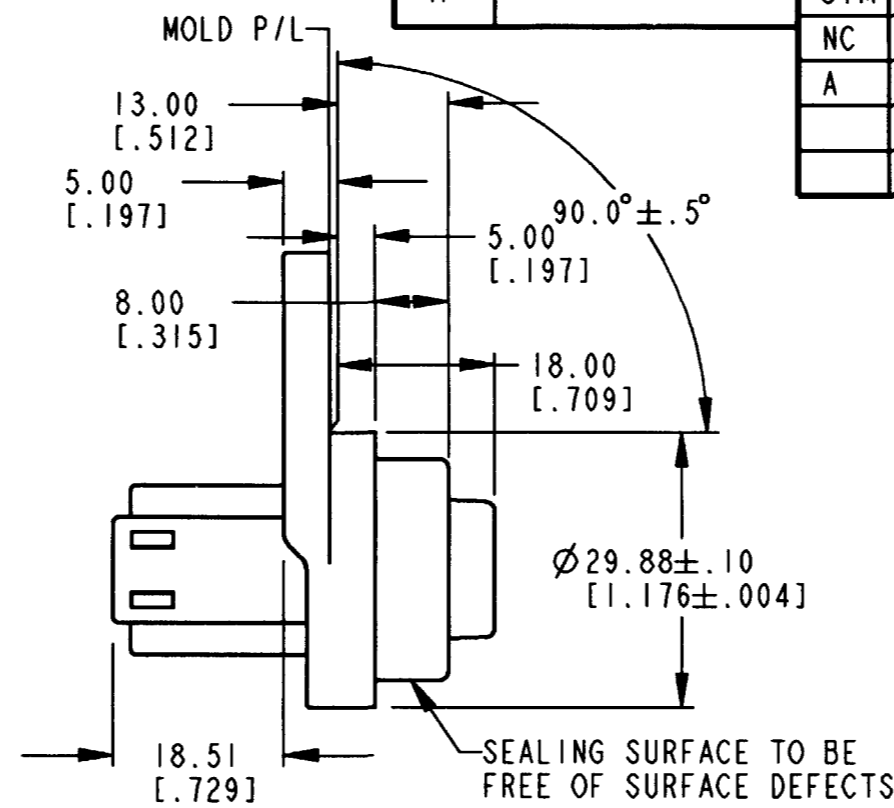 MOLD P/L
NC
A
13.00
[.512]
5.00
[.197]
90.0°±.5°
5.00
[.197]
8.00
[.315]
18.00
[.709]
Ø29.88±.10
[1.176±.004]
18.51
[.729]
SEALING SURFACE TO BE
FREE OF SURFACE DEFECTS